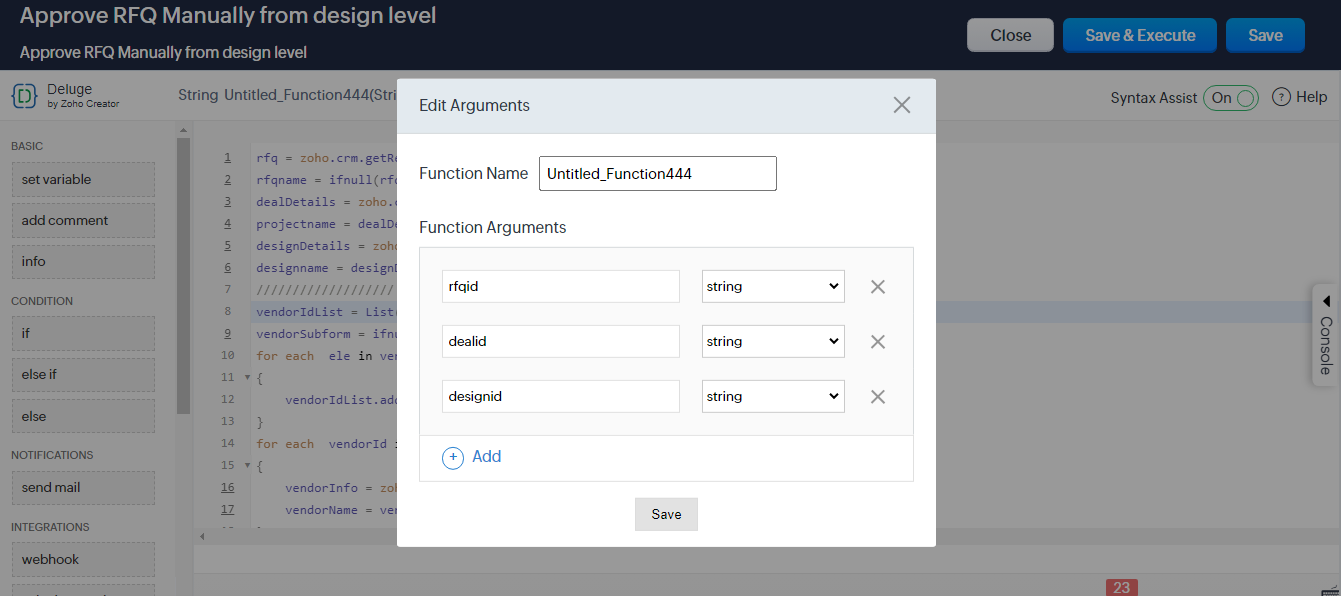 Approve RFQ Manually from design level
Approve RFQ Manually from design level
Close
Save & Execute
Save
Deluge
by Zoho Creator
String Untitled_Function444(Stri
Syntax Assist
On
? Help
BASIC
set variable
add comment
info
CONDITION
if
else if
else
NOTIFICATIONS
send mail
INTEGRATIONS
webhook
1 rfq = zoho.crm.getRe
2 rfqname = ifnull(rfq
3 dealDetails = zoho.c
4 projectname = dealDe
5 designDetails = zoho
6 designname = designD
7 ///////////////////
8 vendorIdList = List
9 vendorSubform = ifnu
10 for each ele in ven
11 {
12 vendorIdList.add
13 }
14 for each vendorId i
15 {
16 vendorInfo = zoh
17 vendorName = ven
Edit Arguments
Function Name
Untitled_Function444
Function Arguments
rfqid
string
dealid
string
designid
string
+ Add
Save
Console
23